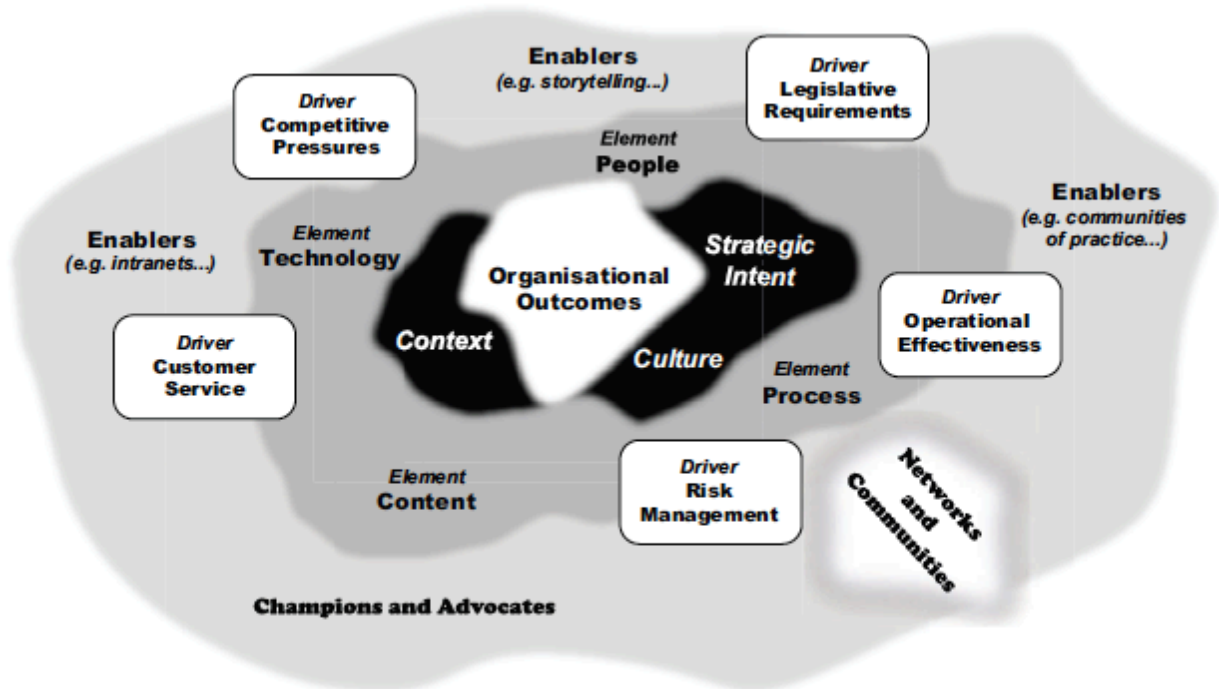 Enablers
(e.g. storytelling...)
Driver
Legislative
Requirements
Driver
Competitive
Pressures
Element
People
Enablers
(e.g. communities
of practice...)
Enablers
(e.g. intranets...)
Element
Technology
Strategic
Intent
Organisational
Outcomes
Context
Culture
Driver
Operational
Effectiveness
Driver
Customer
Service
Element
Process
Element
Content
Driver
Risk
Management
Networks
and
Communities
Champions and Advocates